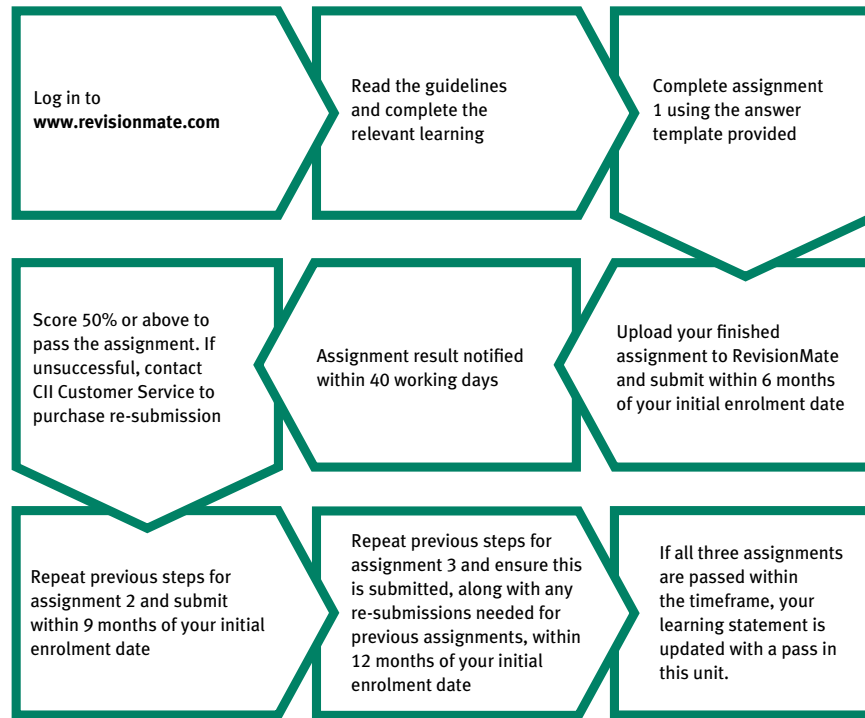 Log in to
www.revisionmate.com
Read the guidelines
and complete the
relevant learning
Complete assignment
1 using the answer
template provided
Upload your finished
assignment to RevisionMate
and submit within 6 months
of your initial enrolment date
Assignment result notified
within 40 working days
Score 50% or above to
pass the assignment. If
unsuccessful, contact
CII Customer Service to
purchase re-submission
Repeat previous steps for
assignment 2 and submit
within 9 months of your initial
enrolment date
Repeat previous steps for
assignment 3 and ensure this
is submitted, along with any
re-submissions needed for
previous assignments, within
12 months of your initial
enrolment date
If all three assignments
are passed within
the timeframe, your
learning statement is
updated with a pass in
this unit.